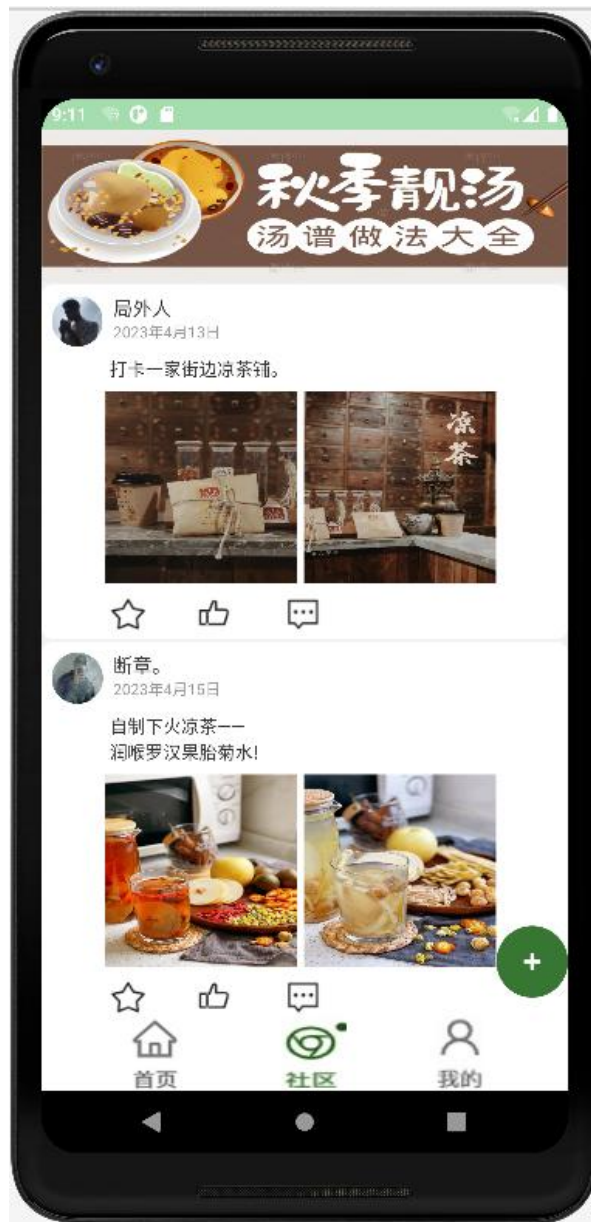 9:11
秋季靓汤
汤谱做法大全
局外人
2023年4月13日
打卡一家街边凉茶铺。
凉茶
断章。
2023年4月15日
自制下火凉茶——
润喉罗汉果胎菊水!
+
首页
社区
我的